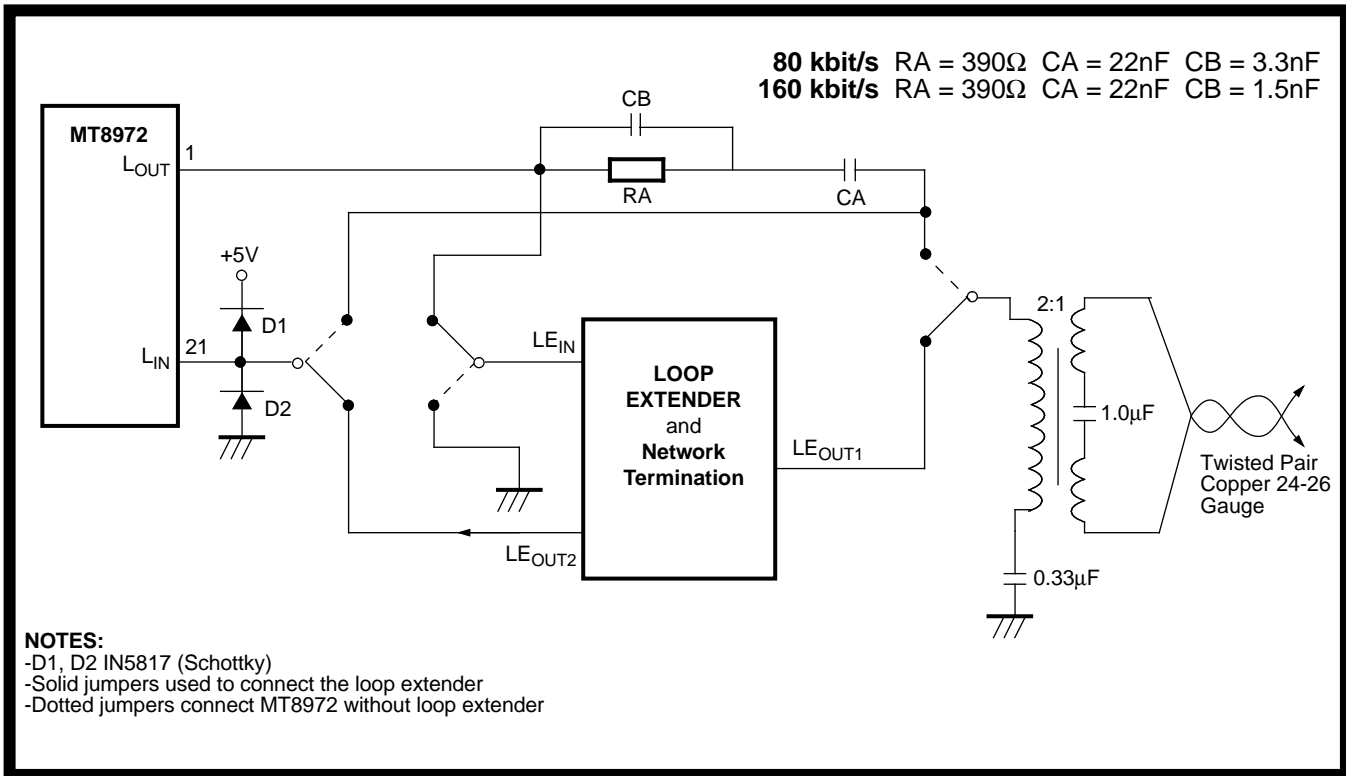 80 kbit/s RA = 390Ω CA = 22nF CB = 3.3nF
160 kbit/s RA = 390Ω CA = 22nF CB = 1.5nF
CB
MT8972
LOUT
1
RA
CA
+5V
D1
2:1
LIN
21
LEIN
D2
LOOP
EXTENDER
and
Network
Termination
1.0µF
LEOUT1
Twisted Pair
Copper 24-26
Gauge
LEOUT2
0.33µF
NOTES:
-D1, D2 IN5817 (Schottky)
-Solid jumpers used to connect the loop extender
-Dotted jumpers connect MT8972 without loop extender